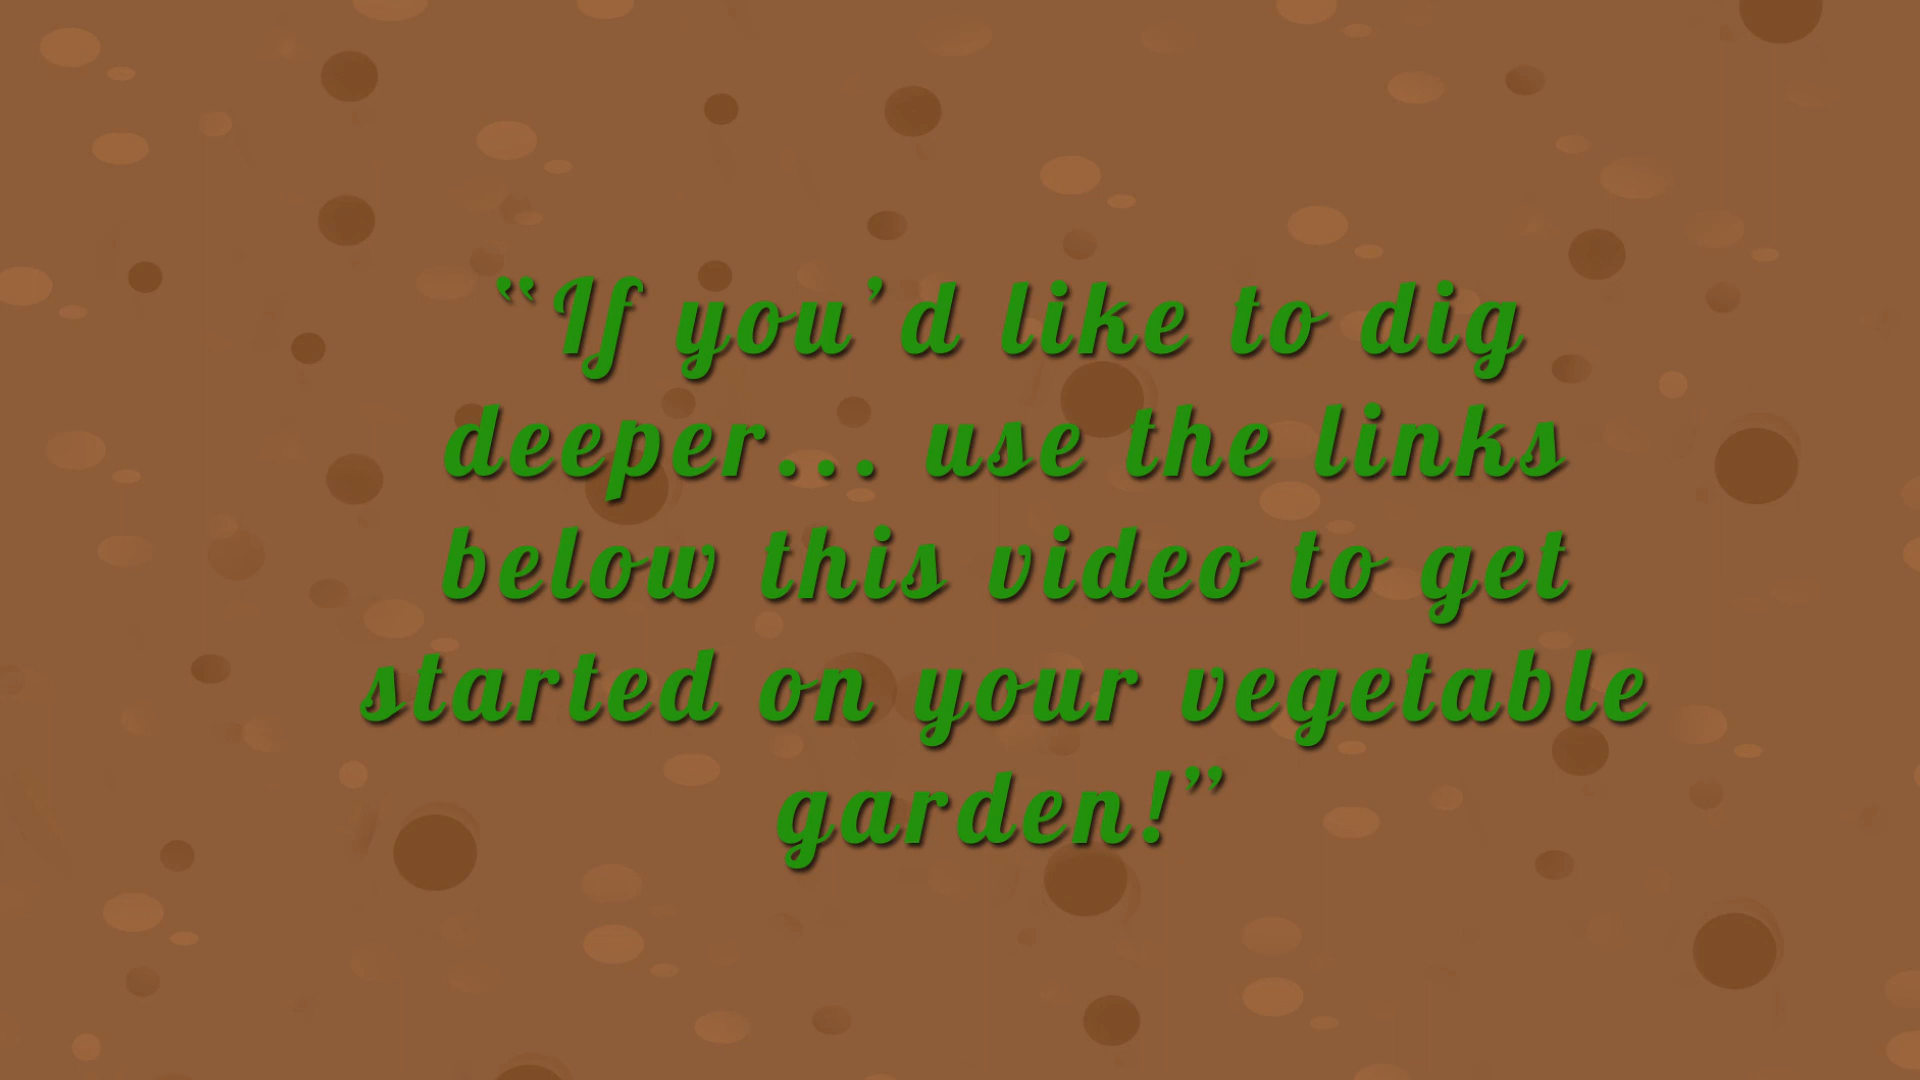 “If you’d like to dig
deeper... use the links
below this video to get
started on your vegetable
garden!”